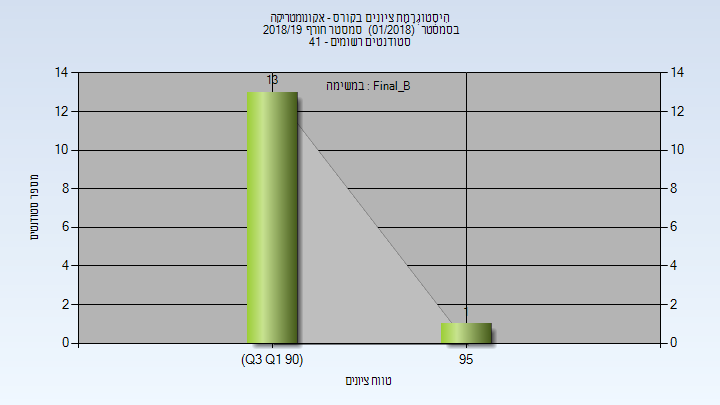 הִיסְטוֹגְרַמַּת ציונים בקורס - אקונומטריקה
בסמסטר (01/2018) סמסטר חורף 2018/19
סטודנטים רשומים - 41
במשימה : Final_B
14 14
12 12
10 10
8 8
6 6
4 4
2 2
0 0
13
1
מספר סטודנטים
(Q3 Q1 90) 95
טווח ציונים